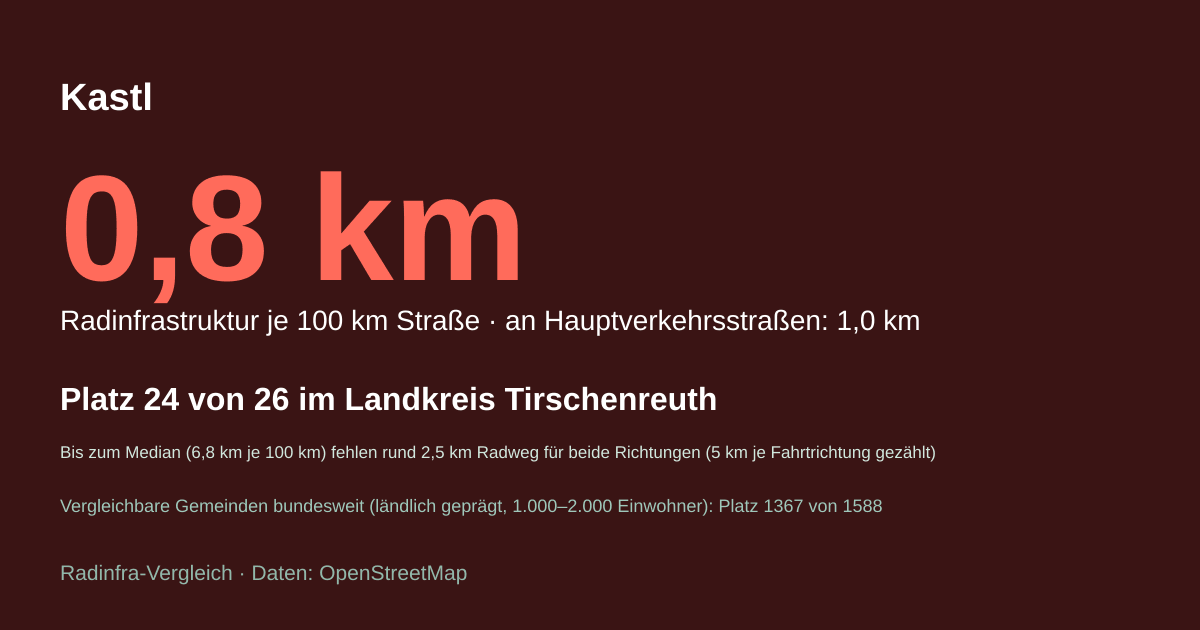 Kastl
0,8 km
Radinfrastruktur je 100 km Straße · an Hauptverkehrsstraßen: 1,0 km
Platz 24 von 26 im Landkreis Tirschenreuth
Bis zum Median (6,8 km je 100 km) fehlen rund 2,5 km Radweg für beide Richtungen (5 km je Fahrtrichtung gezählt)
Vergleichbare Gemeinden bundesweit (ländlich geprägt, 1.000–2.000 Einwohner): Platz 1367 von 1588
Radinfra-Vergleich · Daten: OpenStreetMap